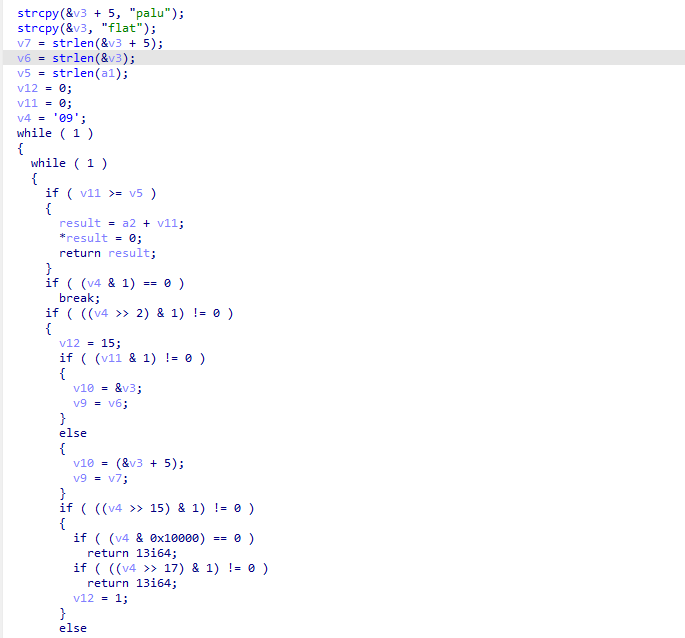 strcpy(&v3 + 5, "palu");
strcpy(&v3, "flat");
v7 = strlen(&v3 + 5);
v6 = strlen(&v3);
v5 = strlen(a1);
v12 = 0;
v11 = 0;
v4 = '09';
while ( 1 )
{
  while ( 1 )
  {
    if ( v11 >= v5 )
    {
      result = a2 + v11;
      *result = 0;
      return result;
    }
    if ( (v4 & 1) == 0 )
      break;
    if ( ((v4 >> 2) & 1) != 0 )
    {
      v12 = 15;
      if ( (v11 & 1) != 0 )
      {
        v10 = &v3;
        v9 = v6;
      }
      else
      {
        v10 = (&v3 + 5);
        v9 = v7;
      }
      if ( ((v4 >> 15) & 1) != 0 )
      {
        if ( (v4 & 0x10000) == 0 )
          return 13i64;
        if ( ((v4 >> 17) & 1) != 0 )
          return 13i64;
        v12 = 1;
      }
      else